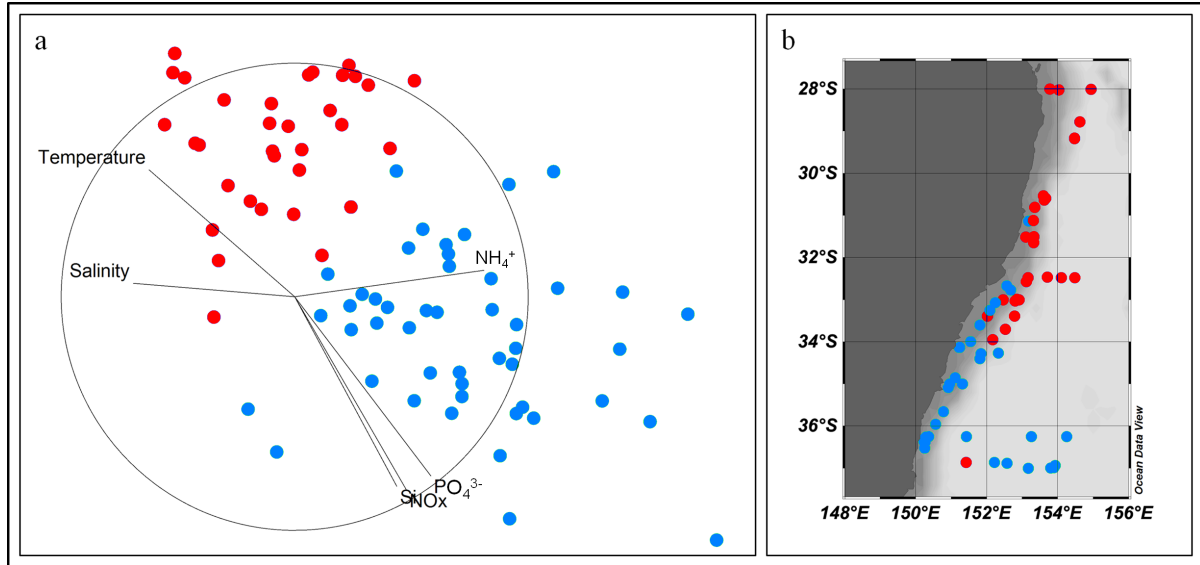 a
Temperature
Salinity
NH₄⁺
PO₄³⁻
Si
NOx
b
28°S
30°S
32°S
34°S
36°S
148°E 150°E 152°E 154°E 156°E
Ocean Data View